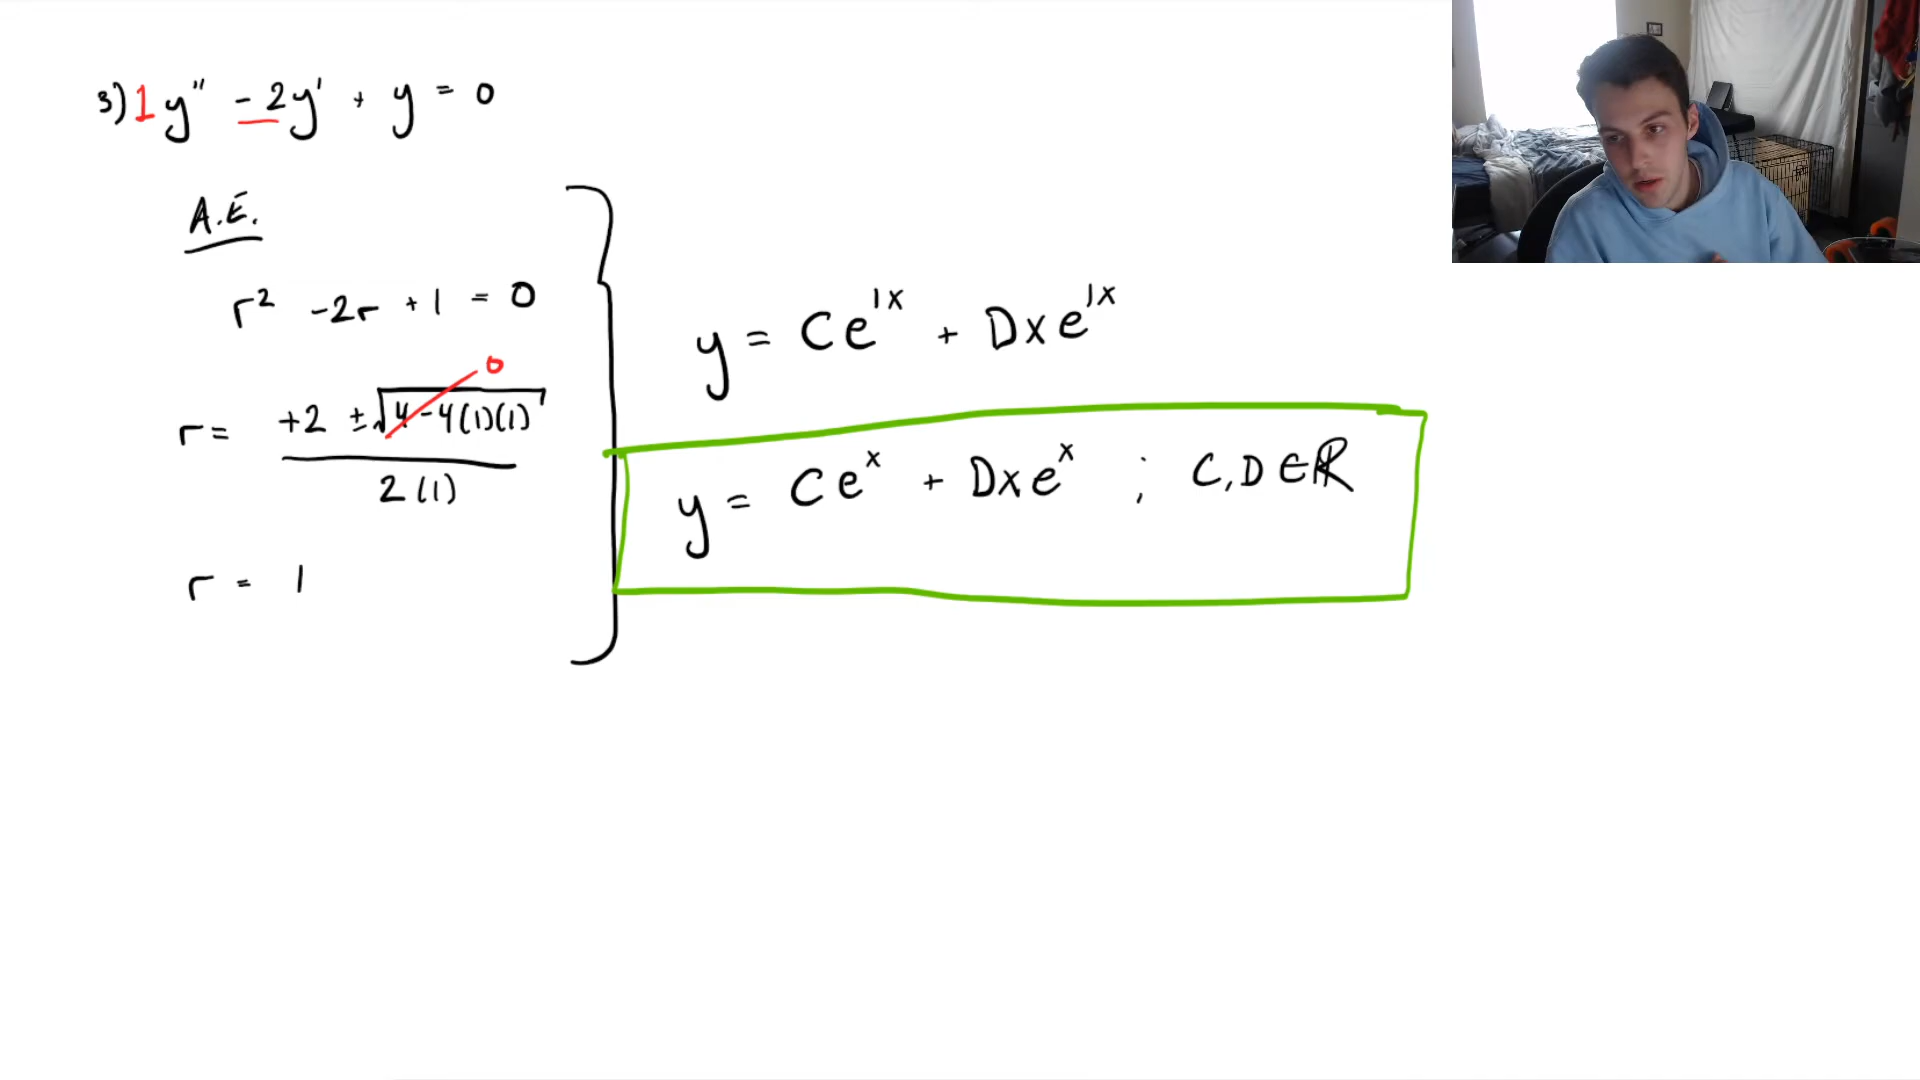 3) 1y'' - 2y' + y = 0
A.E.
r² - 2r + 1 = 0
0
r = +2 ± √4 - 4(1)(1)
2(1)
r = 1
y = Ce^1x + Dxe^1x
y = Ce^x + Dxe^x ; C, D ∈ ℝ